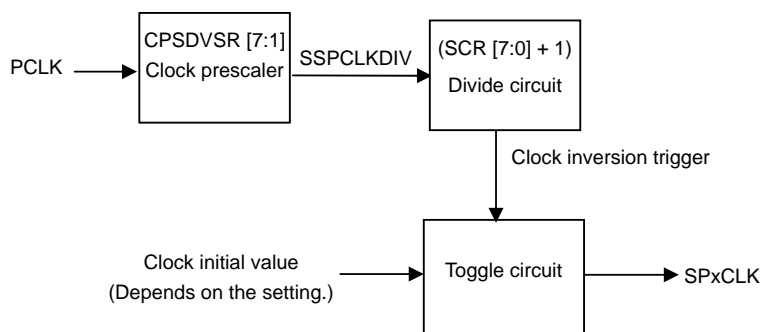 PCLK
CPSDVSR [7:1]
Clock prescaler
SSPCLKDIV
(SCR [7:0] + 1)
Divide circuit
Clock inversion trigger
Clock initial value
(Depends on the setting.)
Toggle circuit
SPxCLK